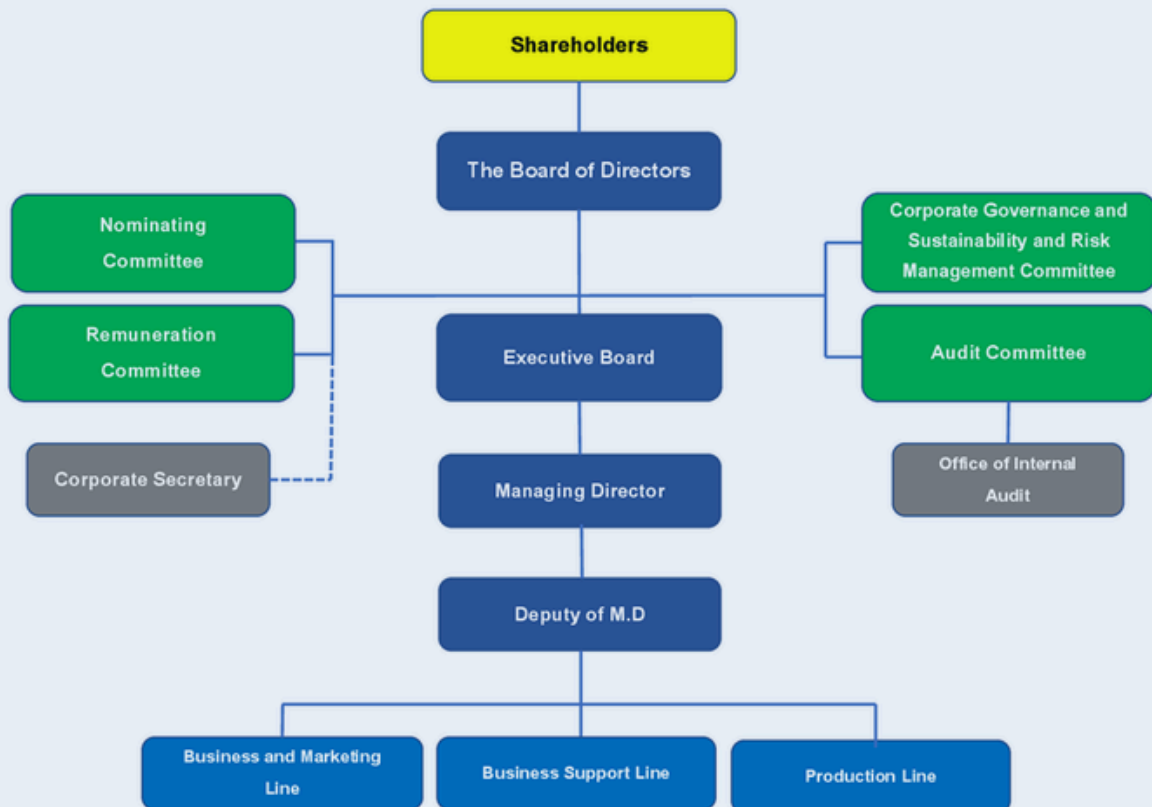 Shareholders
The Board of Directors
Nominating
Committee
Corporate Governance and
Sustainability and Risk
Management Committee
Remuneration
Committee
Executive Board
Audit Committee
Corporate Secretary
Managing Director
Office of Internal
Audit
Deputy of M.D
Business and Marketing
Line
Business Support Line
Production Line